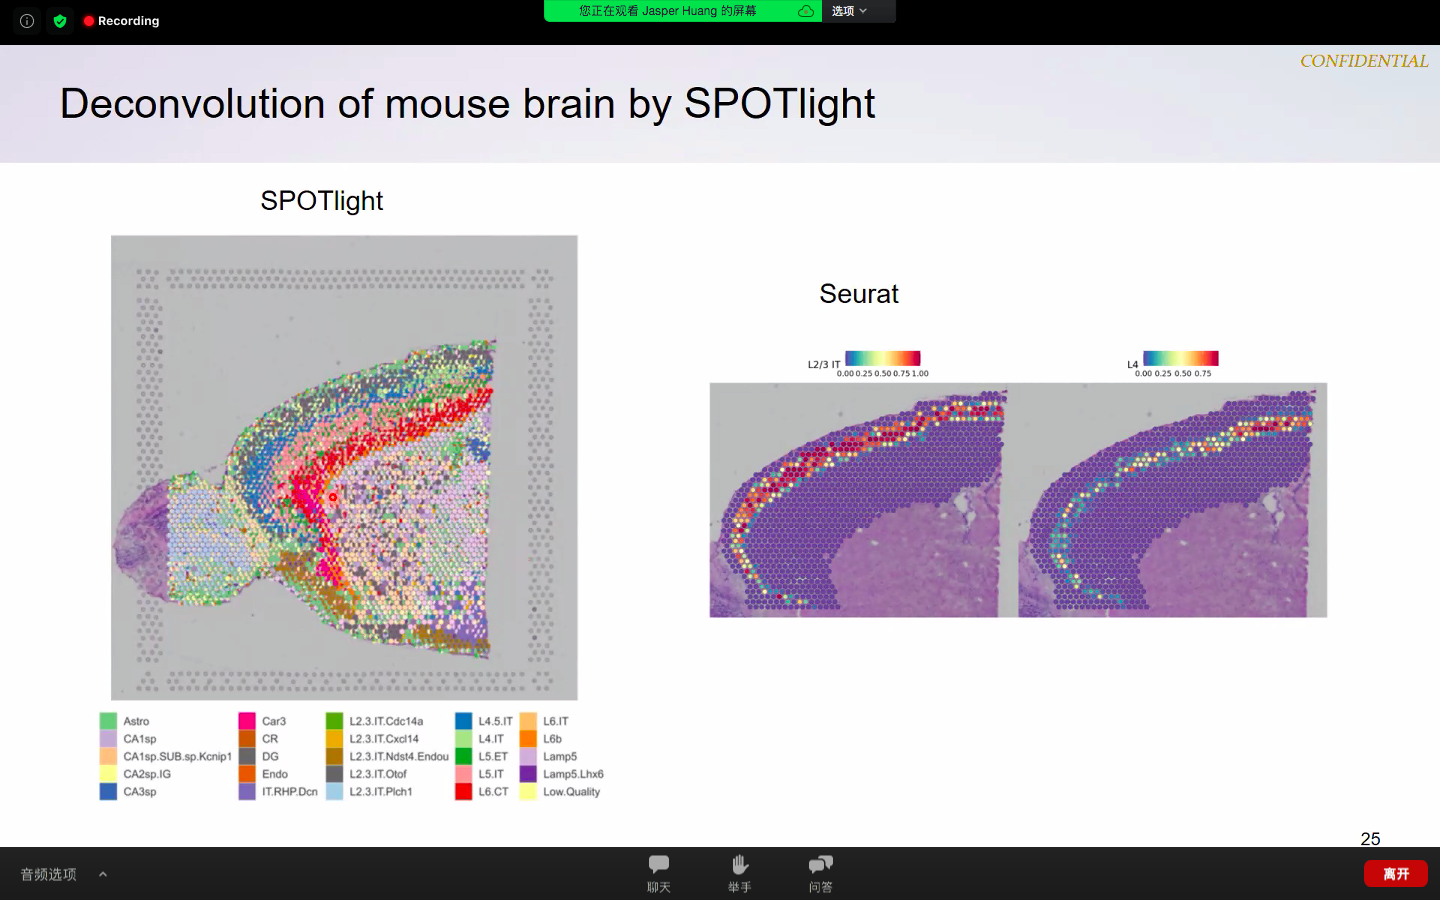 Recording
您正在观看 Jasper Huang 的屏幕
选项
CONFIDENTIAL
Deconvolution of mouse brain by SPOTlight
SPOTlight
Seurat
L2/3 IT
0.00 0.25 0.50 0.75 1.00
L4
0.00 0.25 0.50 0.75
Astro
CA1sp
CA1sp.SUB.sp.Kcnip1
CA2sp.IG
CA3sp
Car3
CR
DG
Endo
IT.RHP.Dcn
L2.3.IT.Cdc14a
L2.3.IT.Cxcl14
L2.3.IT.Ndst4.Endou
L2.3.IT.Otof
L2.3.IT.Plch1
L4.5.IT
L4.IT
L5.ET
L5.IT
L6.CT
L6.IT
L6b
Lamp5
Lamp5.Lhx6
Low.Quality
25
音频选项
聊天
举手
问答
离开